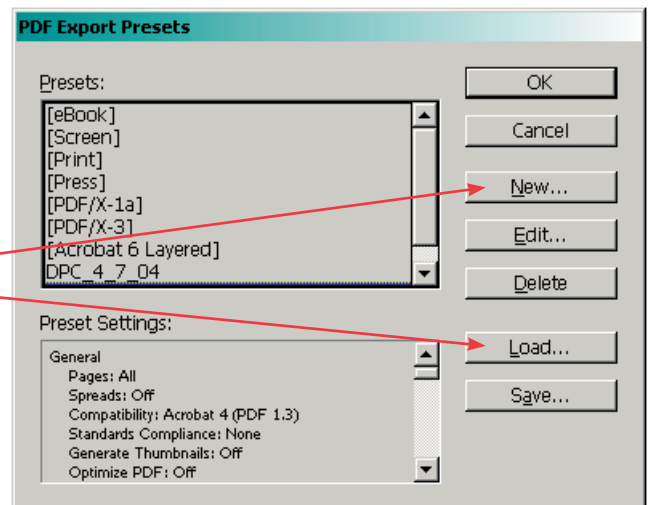 PDF Export Presets
Presets:
[eBook]
[Screen]
[Print]
[Press]
[PDF/X-1a]
[PDF/X-3]
[Acrobat 6 Layered]
DPC_4_7_04
OK
Cancel
New...
Edit...
Delete
Preset Settings:
General
Pages: All
Spreads: Off
Compatibility: Acrobat 4 (PDF 1.3)
Standards Compliance: None
Generate Thumbnails: Off
Optimize PDF: Off
Load...
Save...